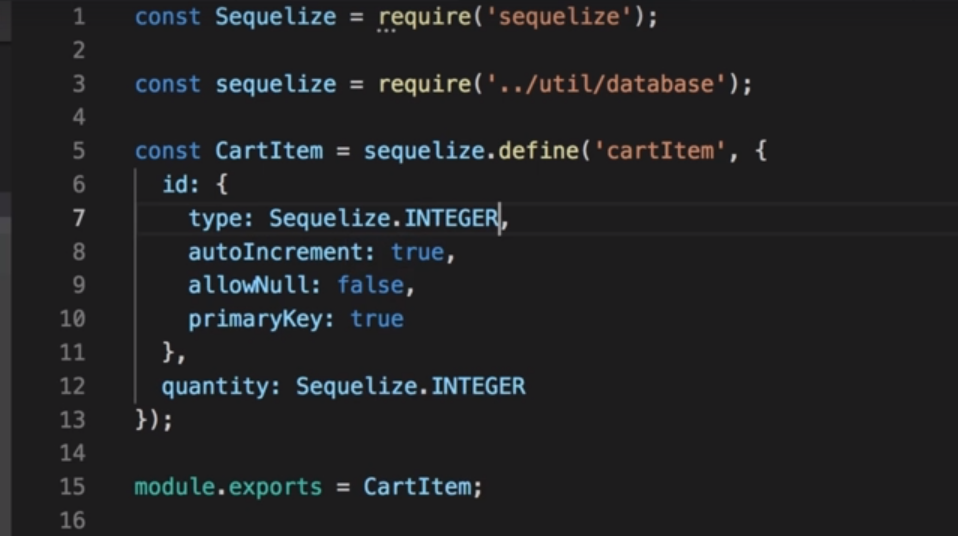 1 const Sequelize = require('sequelize');
2
3 const sequelize = require('../util/database');
4
5 const CartItem = sequelize.define('cartItem', {
6   id: {
7     type: Sequelize.INTEGER,
8     autoIncrement: true,
9     allowNull: false,
10     primaryKey: true
11   },
12   quantity: Sequelize.INTEGER
13 });
14
15 module.exports = CartItem;
16